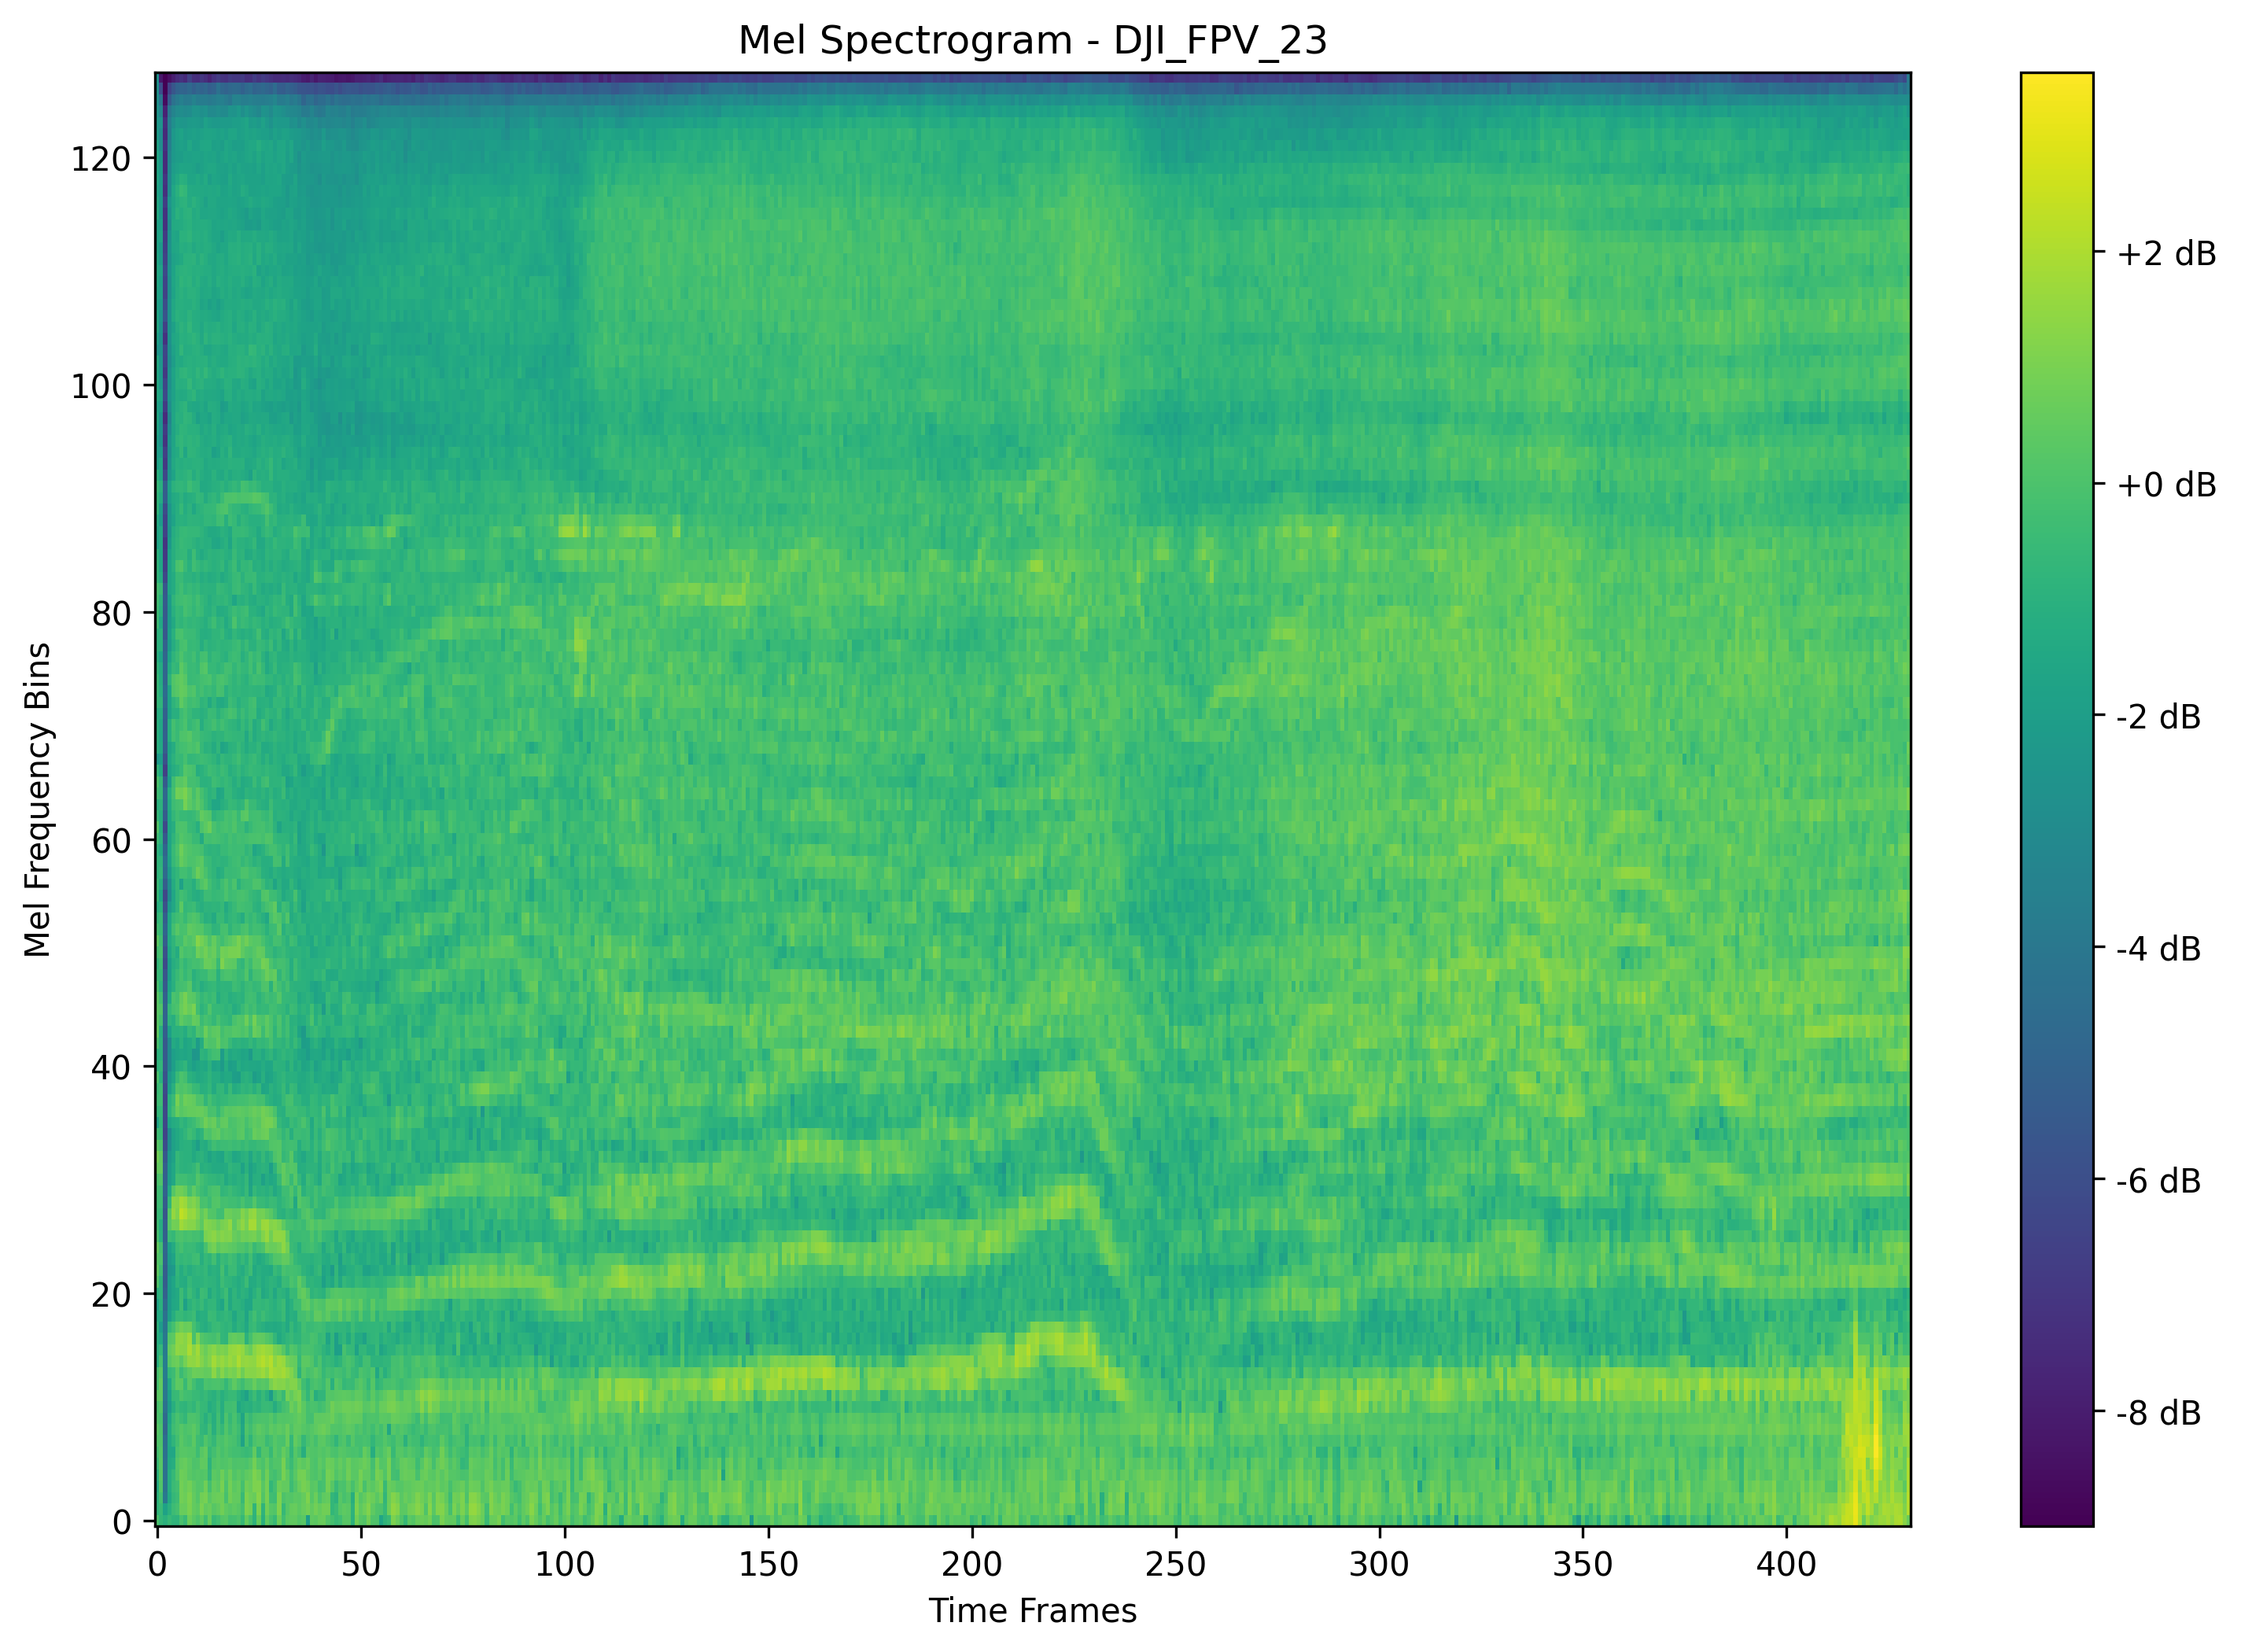 Mel Spectrogram - DJI_FPV_23
Mel Frequency Bins
120
100
80
60
40
20
0
0 50 100 150 200 250 300 350 400
Time Frames
+2 dB
+0 dB
-2 dB
-4 dB
-6 dB
-8 dB